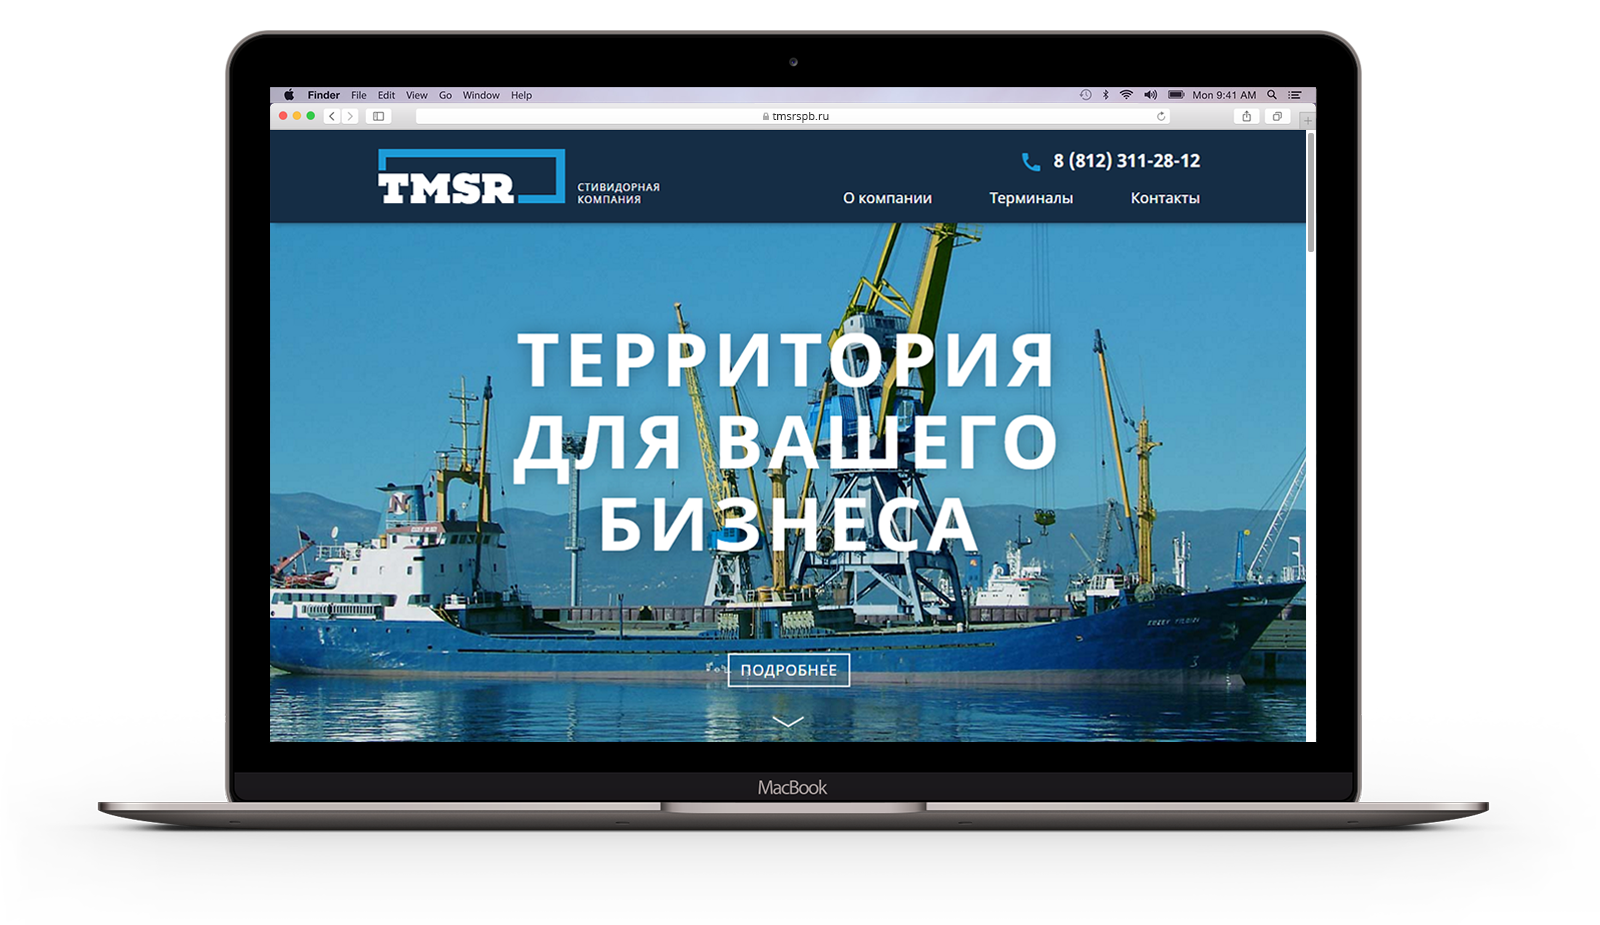 Finder File Edit View Go Window Help
Mon 9:41 AM
tmsrspb.ru
8 (812) 311-28-12
TMSR
СТИВИДОРНАЯ
КОМПАНИЯ
О компании Терминалы Контакты
ТЕРРИТОРИЯ
ДЛЯ ВАШЕГО
БИЗНЕСА
N
ПОДРОБНЕЕ
MacBook